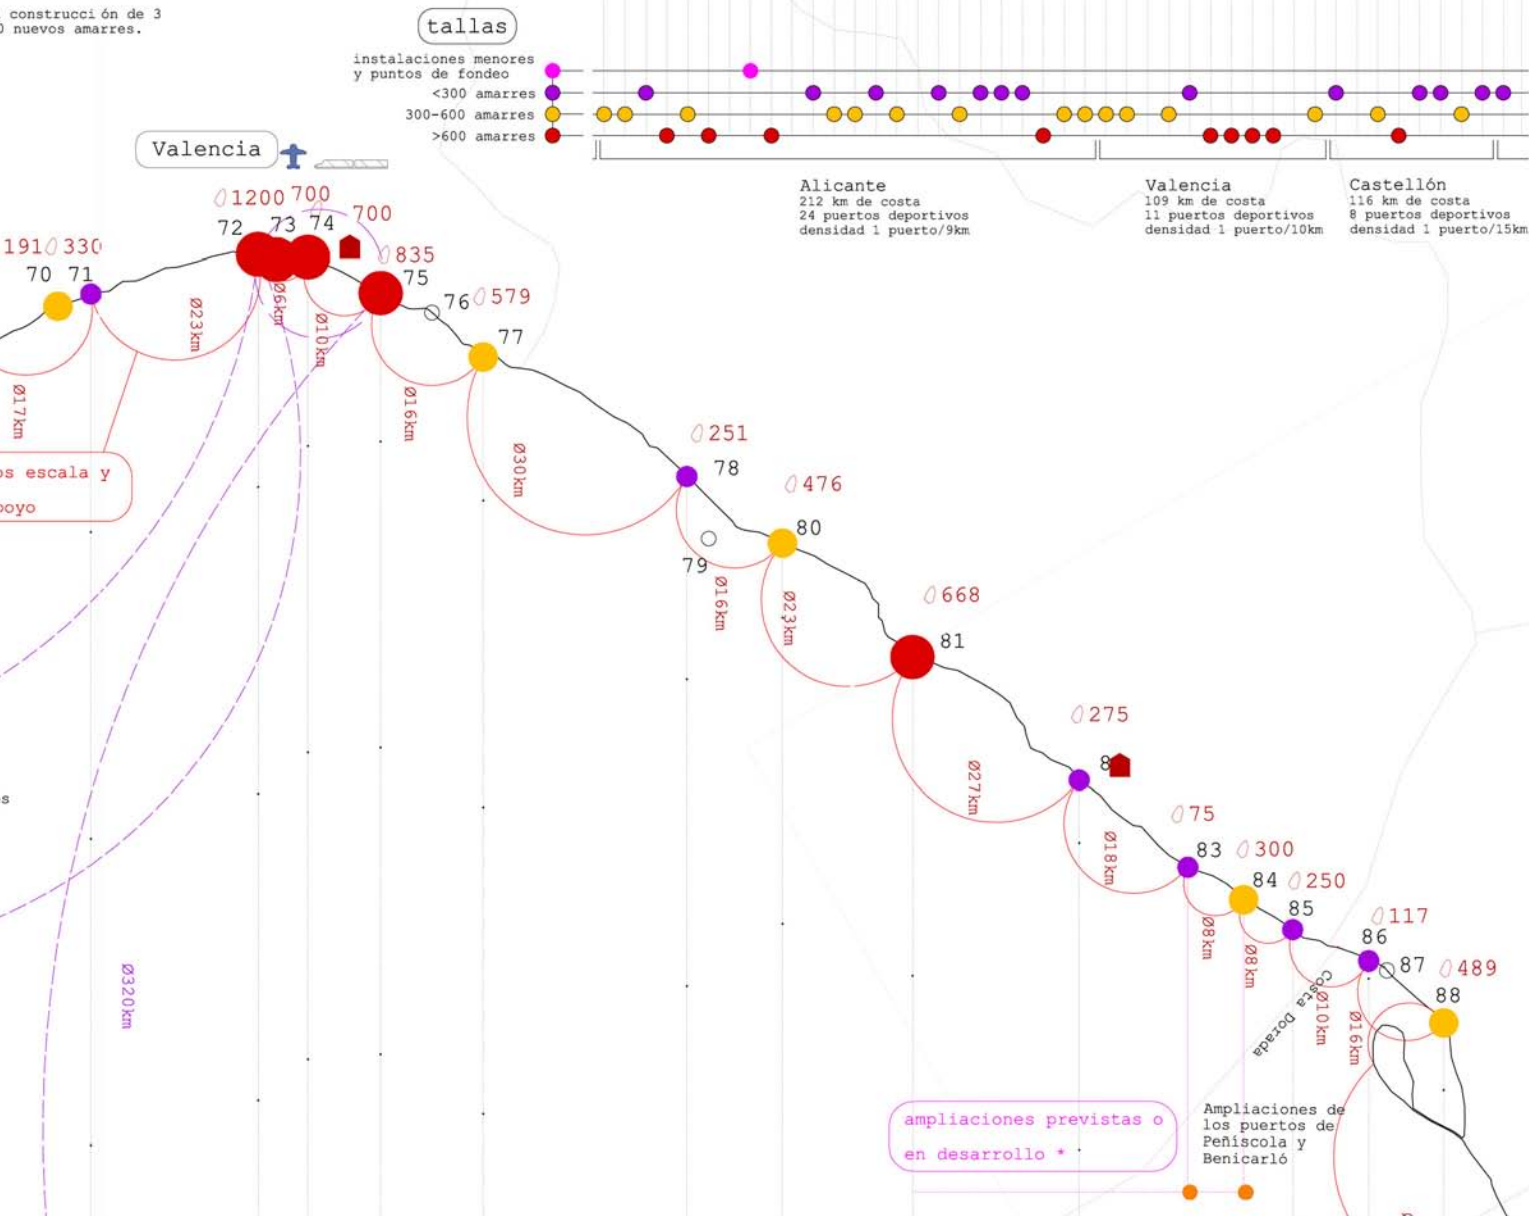 construcción de 3
0 nuevos amarres.
tallas
instalaciones menores
y puntos de fondeo
<300 amarres
300-600 amarres
>600 amarres
Alicante
212 km de costa
24 puertos deportivos
densidad 1 puerto/9km
Valencia
109 km de costa
11 puertos deportivos
densidad 1 puerto/10km
Castellón
116 km de costa
8 puertos deportivos
densidad 1 puerto/15km
Valencia
1200
700
700
72
73
74
191
330
70
71
835
75
76
579
77
Ø23km
Ø6km
Ø10km
Ø17km
Ø16km
os escala y
poyo
Ø30km
251
78
476
80
79
Ø16km
Ø23km
668
81
275
8
Ø27km
75
Ø18km
83
300
84
250
85
117
86
87
489
88
Ø8km
Ø8km
Ø10km
Ø16km
Costa Dorada
s
Ø320km
ampliaciones previstas o
en desarrollo *
Ampliaciones de
los puertos de
Peñíscola y
Benicarló